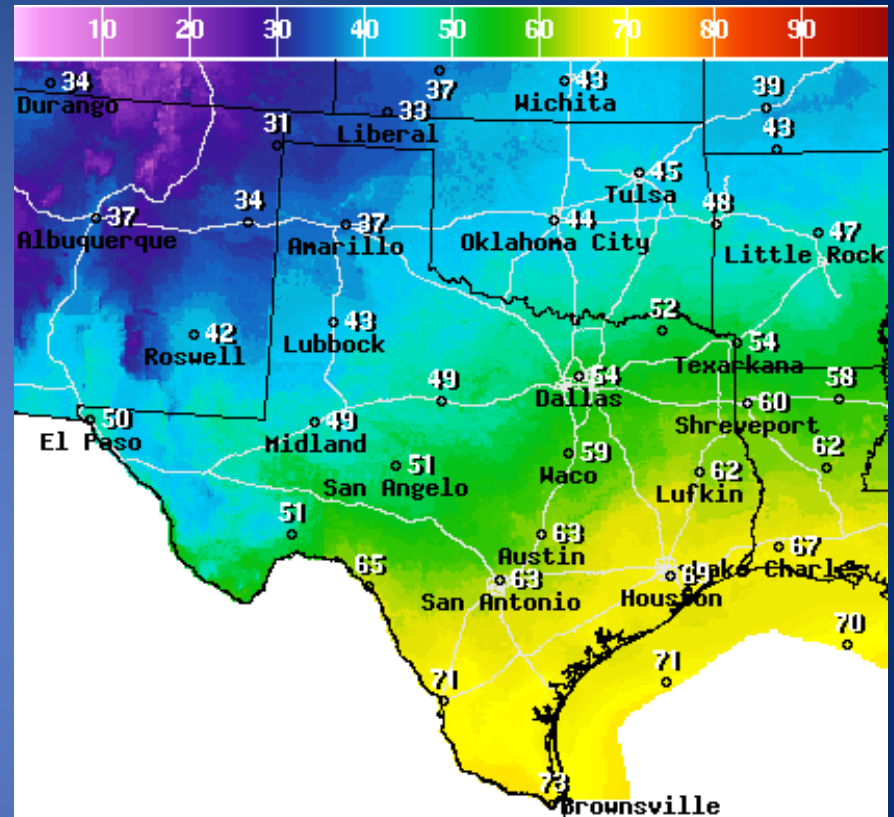 10 20 30 40 50 60 70 80 90
34 37 43 39
Durango Liberal 33 Wichita
31 43
45
Tulsa
37 34 37 44 48 47
Albuquerque Amarillo Oklahoma City Little Rock
42 43 52
Roswell Lubbock 54
Texarkana
49 54 58
Dallas 60
50 49 Shreveport
El Paso Midland
51 59 62 62
San Angelo Waco Lufkin
51 63 67
Austin Lake Charles
65 63 69
San Antonio Houston
70
71 71
73
Brownsville